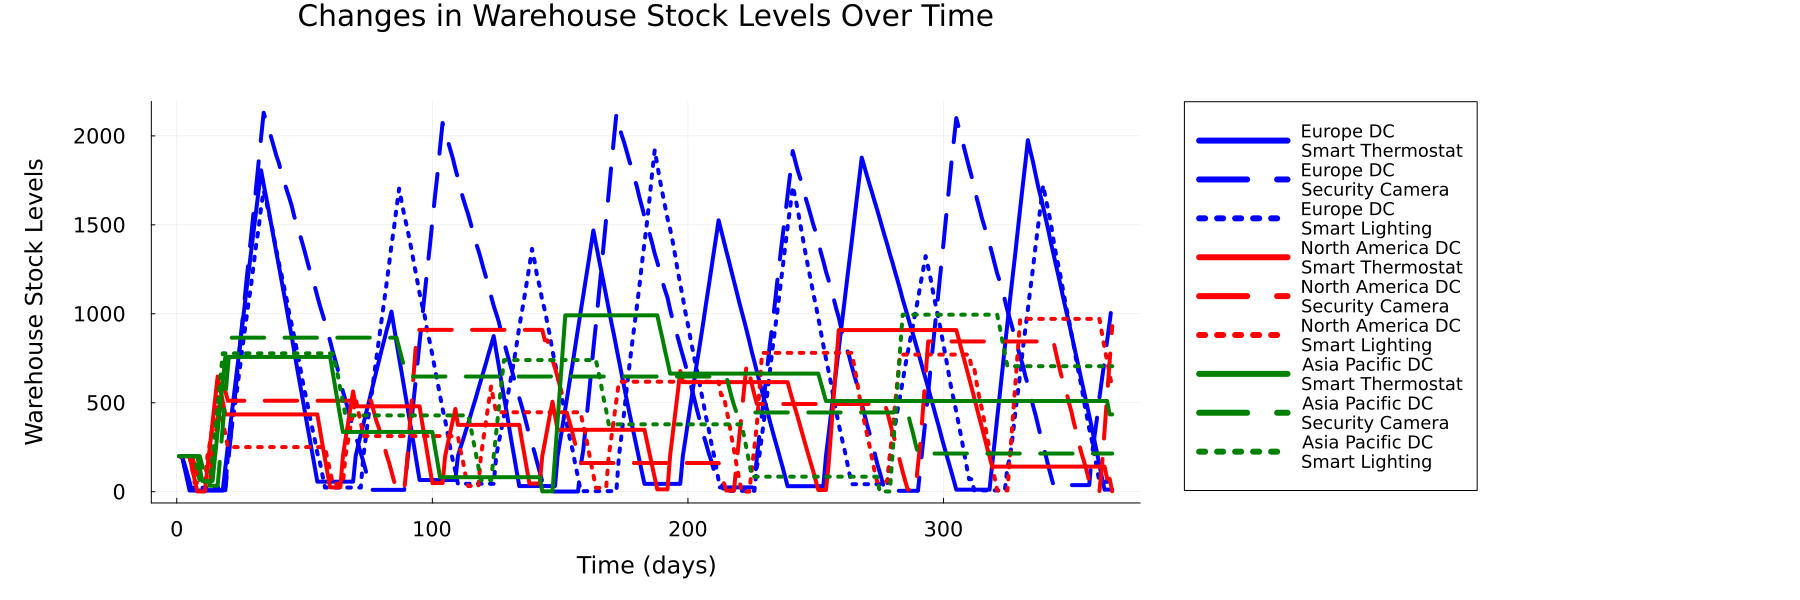 Changes in Warehouse Stock Levels Over Time
Warehouse Stock Levels
2000
1500
1000
500
0
0
100
200
300
Time (days)
Europe DC
Smart Thermostat
Europe DC
Security Camera
Europe DC
Smart Lighting
North America DC
Smart Thermostat
North America DC
Security Camera
North America DC
Smart Lighting
Asia Pacific DC
Smart Thermostat
Asia Pacific DC
Security Camera
Asia Pacific DC
Smart Lighting